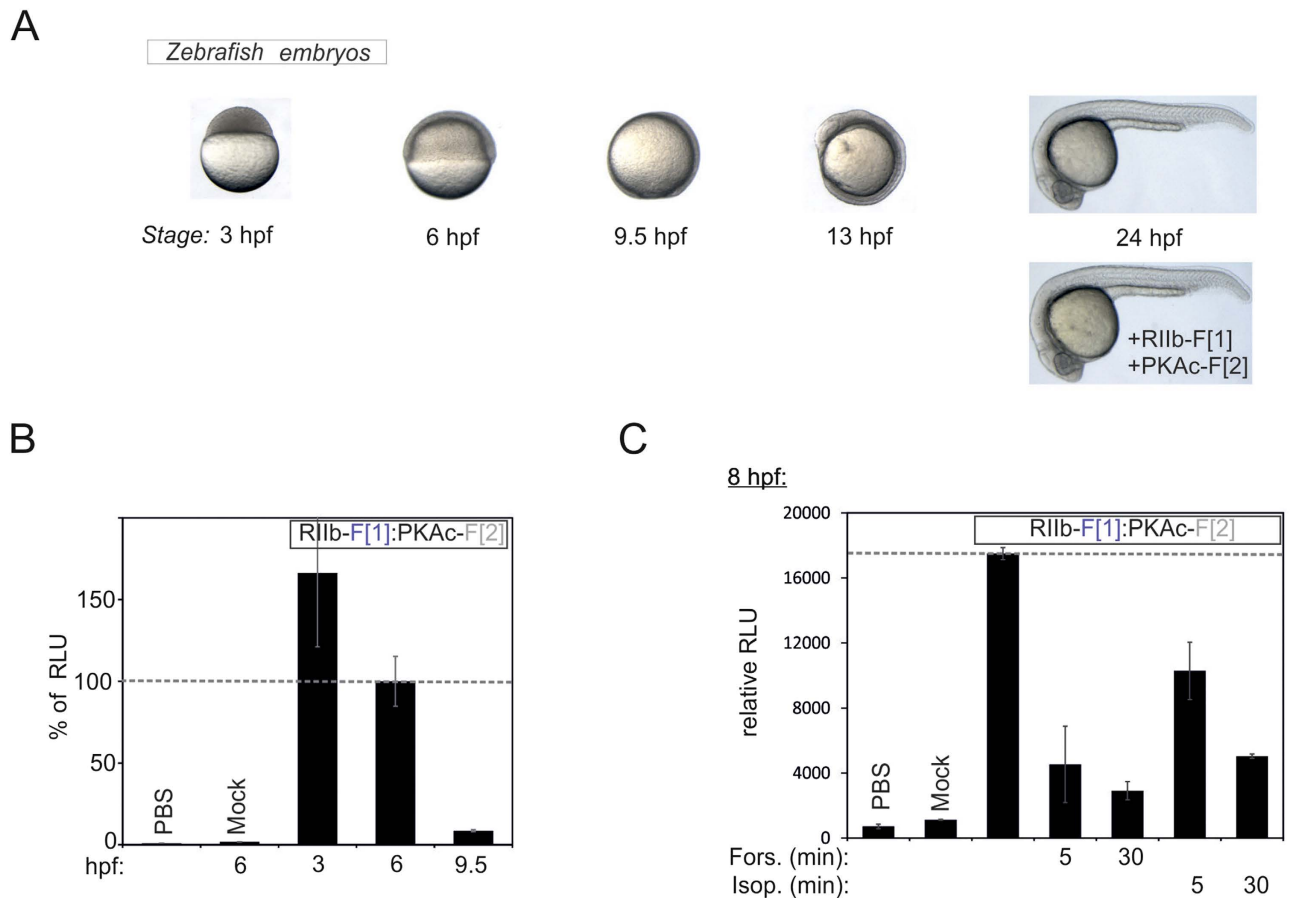 A
Zebrafish embryos
Stage: 3 hpf 6 hpf 9.5 hpf 13 hpf 24 hpf
+RIIb-F[1]
+PKAc-F[2]
B
RIIb-F[1]:PKAc-F[2]
150
100
50
0
% of RLU
PBS
Mock
hpf: 6 3 6 9.5
C
8 hpf:
RIIb-F[1]:PKAc-F[2]
20000
16000
12000
8000
4000
0
relative RLU
PBS
Mock
Fors. (min): 5 30
Isop. (min): 5 30